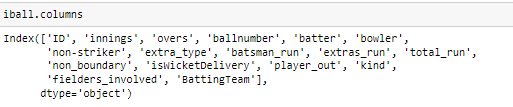 iball.columns
Index(['ID', 'innings', 'overs', 'ballnumber', 'batter', 'bowler',
'non-striker', 'extra_type', 'batsman_run', 'extras_run', 'total_run',
'non_boundary', 'isWicketDelivery', 'player_out', 'kind',
'fielders_involved', 'BattingTeam'],
dtype='object')